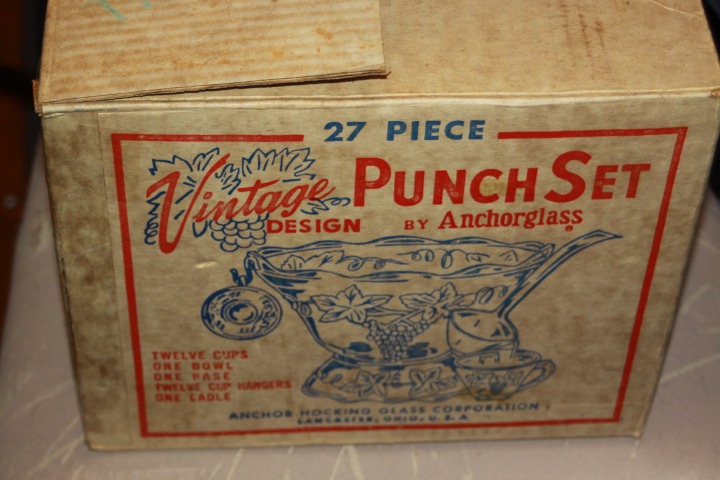 27 PIECE
Vintage PUNCH SET
DESIGN BY Anchorglass
TWELVE CUPS
ONE BOWL
ONE BASE
TWELVE CUP HANGERS
ONE LADLE
ANCHOR HOCKING GLASS CORPORATION
LANCASTER, OHIO, U.S.A.